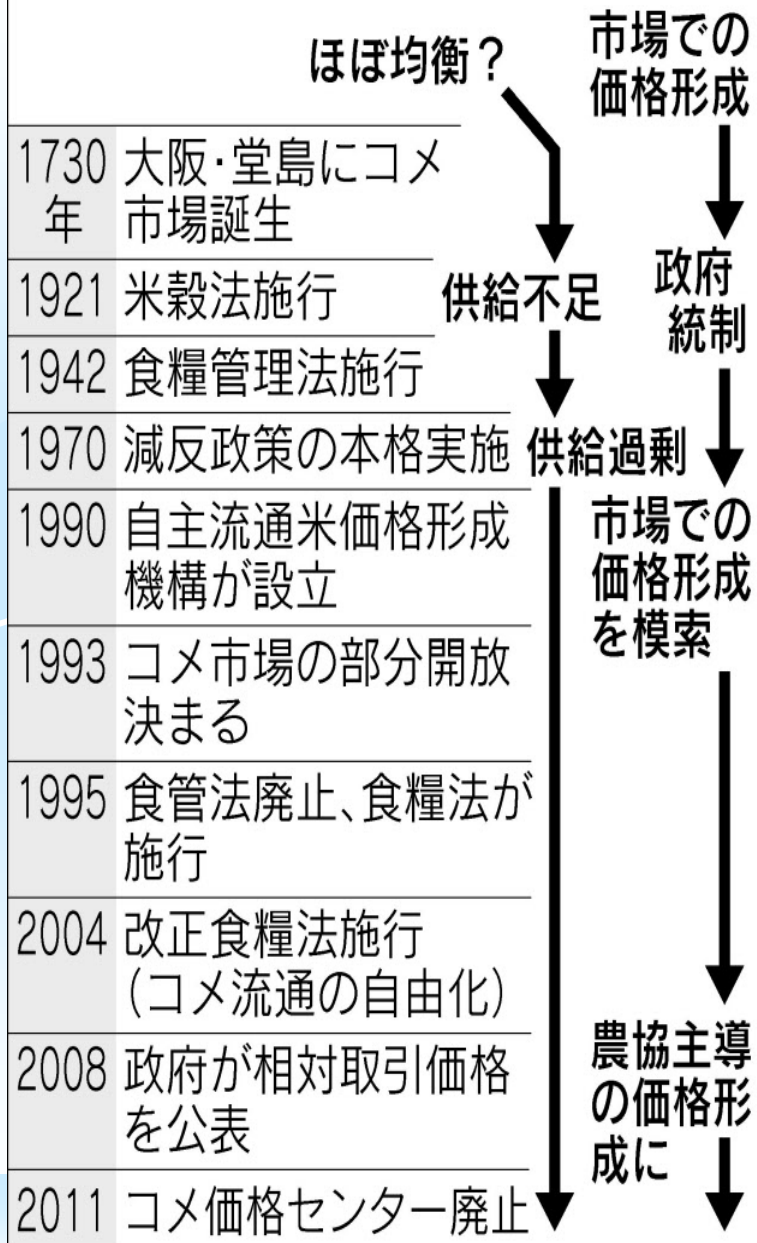 ほぼ均衡？
市場での
価格形成
1730
年
大阪・堂島にコメ
市場誕生
1921 米穀法施行
供給不足
政府
統制
1942 食糧管理法施行
1970 減反政策の本格実施
供給過剰
1990 自主流通米価格形成
機構が設立
市場での
価格形成
を模索
1993 コメ市場の部分開放
決まる
1995 食管法廃止、食糧法が
施行
2004 改正食糧法施行
（コメ流通の自由化）
2008 政府が相対取引価格
を公表
農協主導
の価格形
成に
2011 コメ価格センター廃止